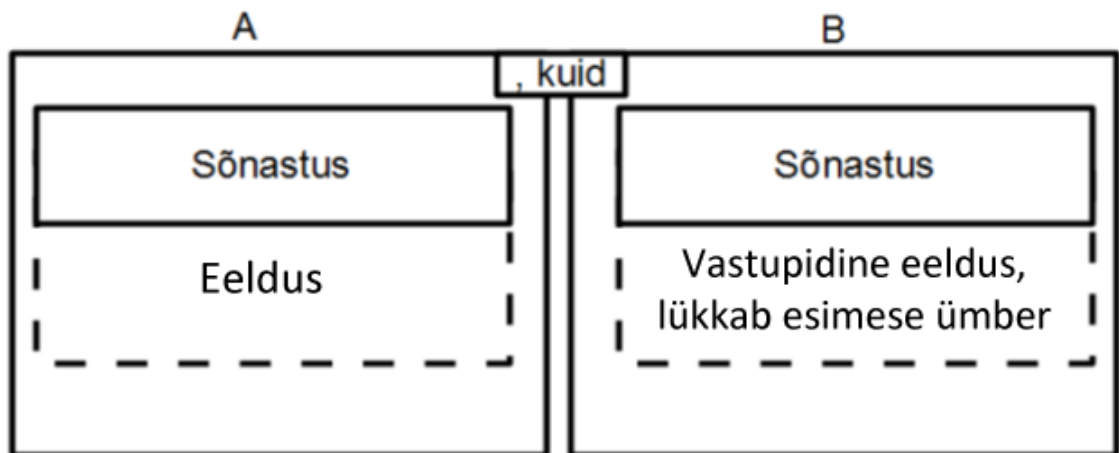 A
B
, kuid
Sõnastus
Sõnastus
Eeldus
Vastupidine eeldus,
lükkab esimese ümber